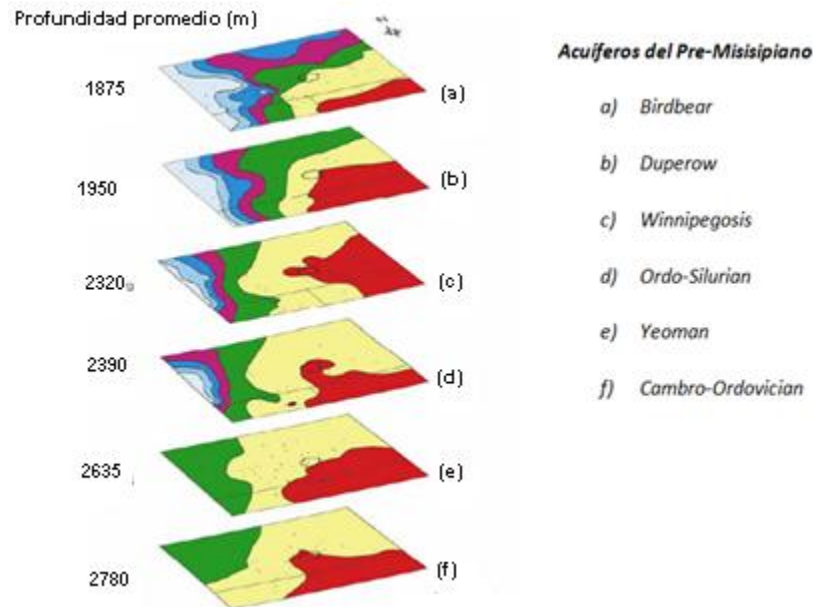 Profundidad promedio (m)
1875
(a)
1950
(b)
2320
(c)
2390
(d)
2635
(e)
2780
(f)
Acuíferos del Pre-Misisipiano
a) Birdbear
b) Duperow
c) Winnipegosis
d) Ordo-Silurian
e) Yeoman
f) Cambro-Ordovician